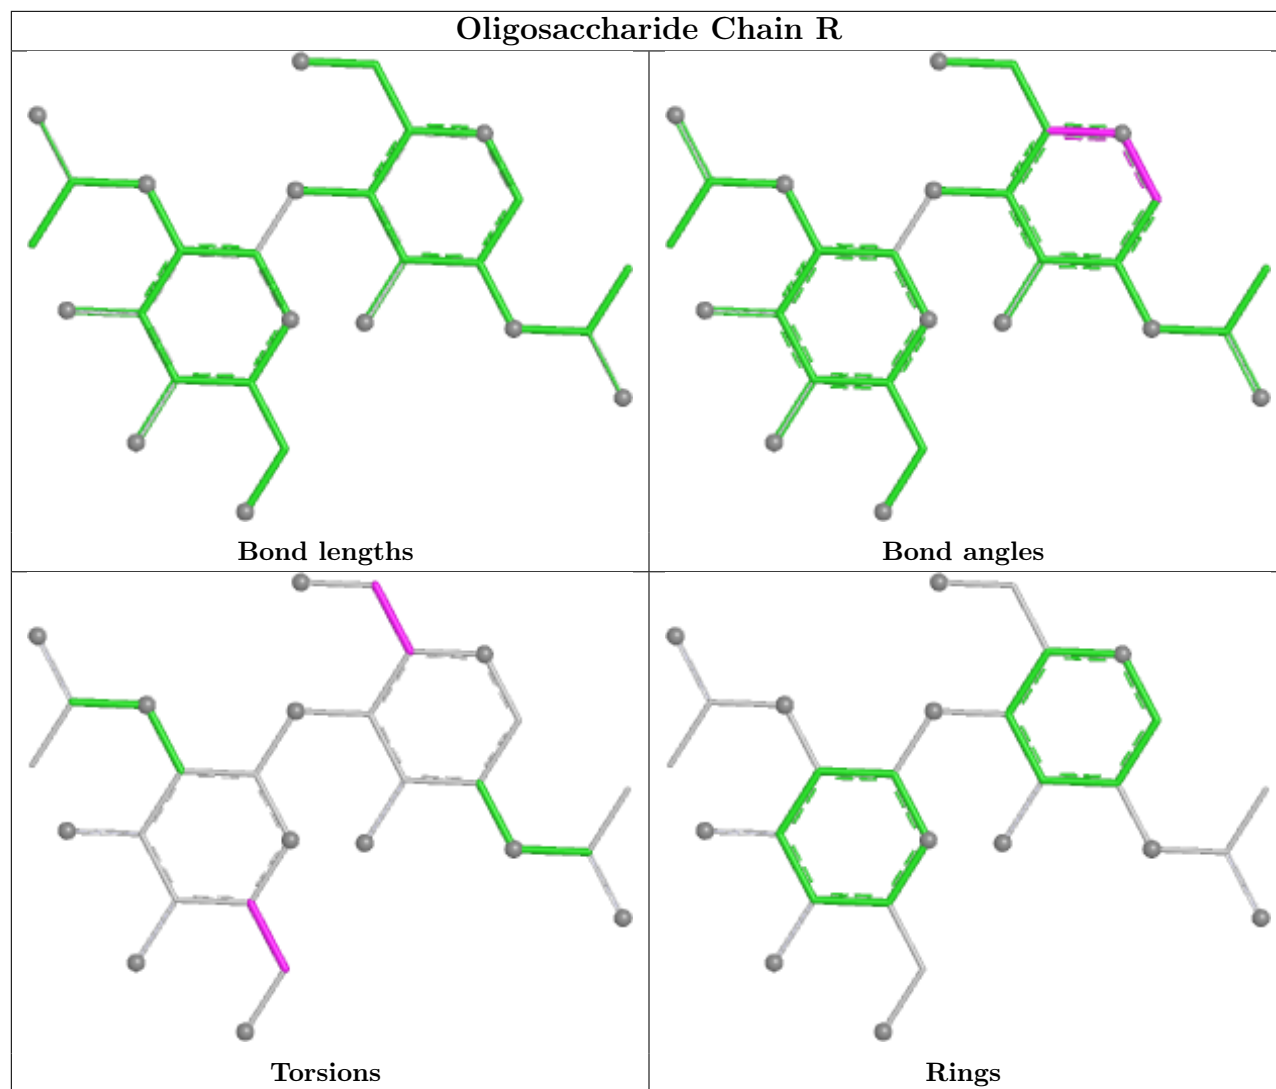 Oligosaccharide Chain R
Bond lengths
Bond angles
Torsions
Rings